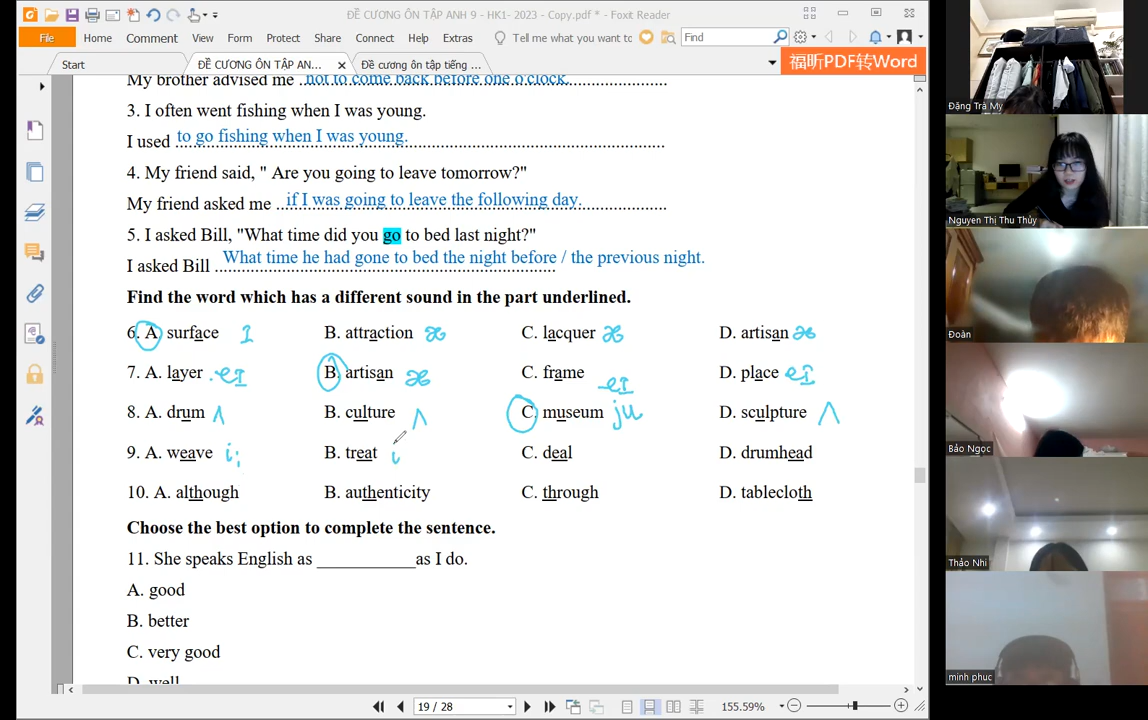 ĐỀ CƯƠNG ÔN TẬP ANH 9 - HK1- 2023 - Copy.pdf * - Foxit Reader
File Home Comment View Form Protect Share Connect Help Extras Tell me what you want to Find
Start ĐỀ CƯƠNG ÔN TẬP AN... Đề cương ôn tập tiếng ... 福昕PDF转Word
My brother advised me ..not to come back before one o'clock.
3. I often went fishing when I was young.
I used to go fishing when I was young.
4. My friend said, " Are you going to leave tomorrow?"
My friend asked me ...if I was going to leave the following day.
5. I asked Bill, "What time did you go to bed last night?"
I asked Bill What time he had gone to bed the night before / the previous night.
Find the word which has a different sound in the part underlined.
6. A. surface ɪ B. attraction æ C. lacquer æ D. artisan æ
7. A. layer eɪ B. artisan æ C. frame eɪ D. place eɪ
8. A. drum ʌ B. culture ʌ C. museum ju D. sculpture ʌ
9. A. weave i: B. treat i C. deal D. drumhead
10. A. although B. authenticity C. through D. tablecloth
Choose the best option to complete the sentence.
11. She speaks English as ___________as I do.
A. good
B. better
C. very good
D. well
19 / 28 155.59%
Đặng Trà My
Nguyen Thị Thu Thủy
Đoàn
Bảo Ngọc
Thảo Nhi
minh phuc